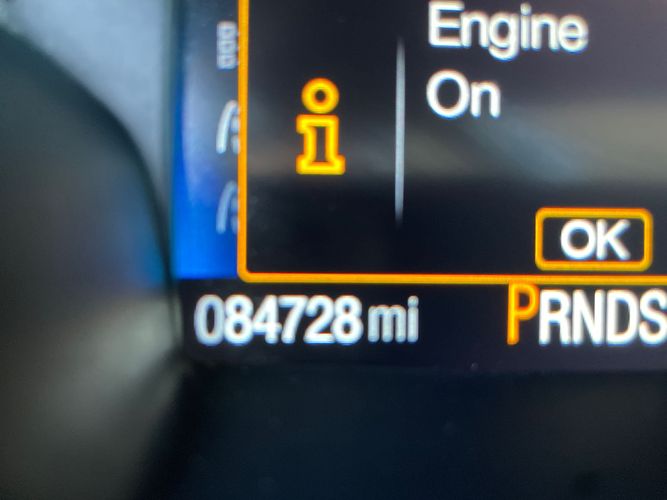 Engine
On
OK
084728 mi
PRNDS